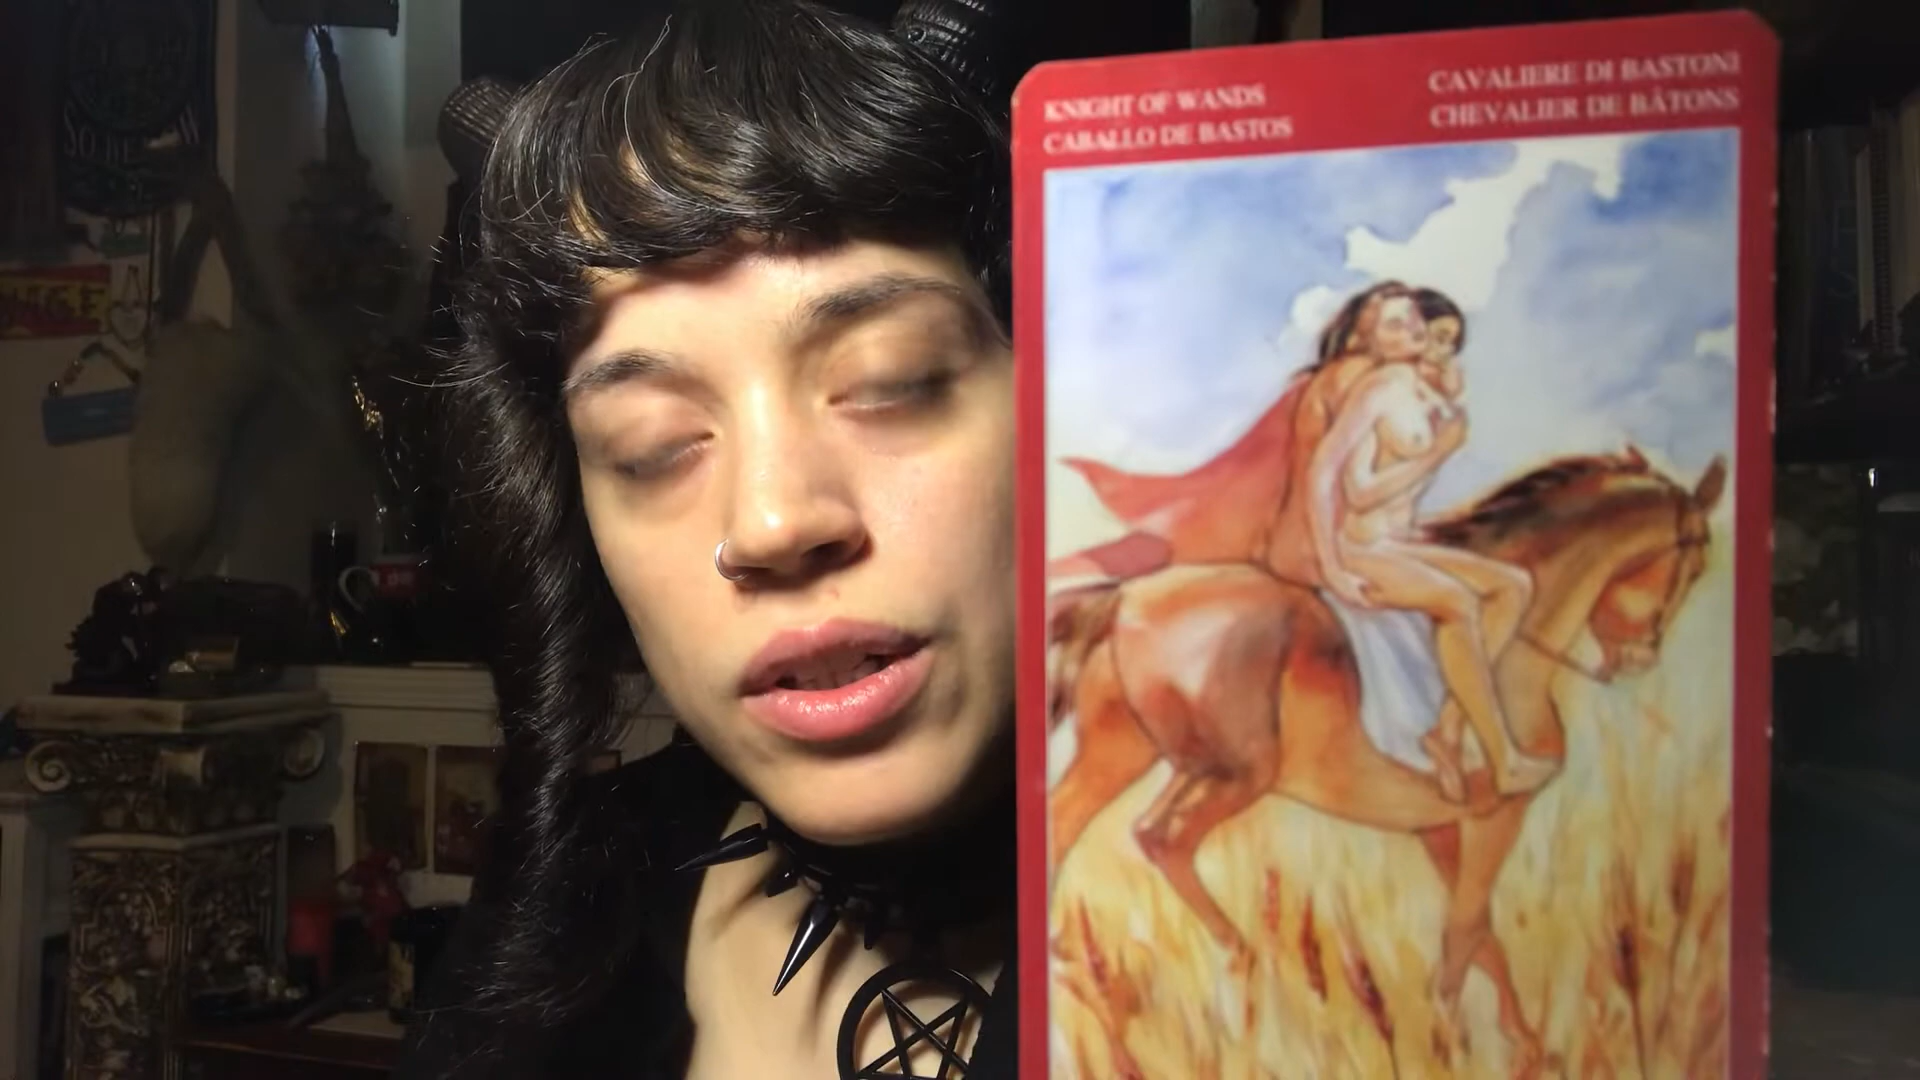 KNIGHT OF WANDS
CABALLO DE BASTOS
CAVALIERE DI BASTONI
CHEVALIER DE BÂTONS